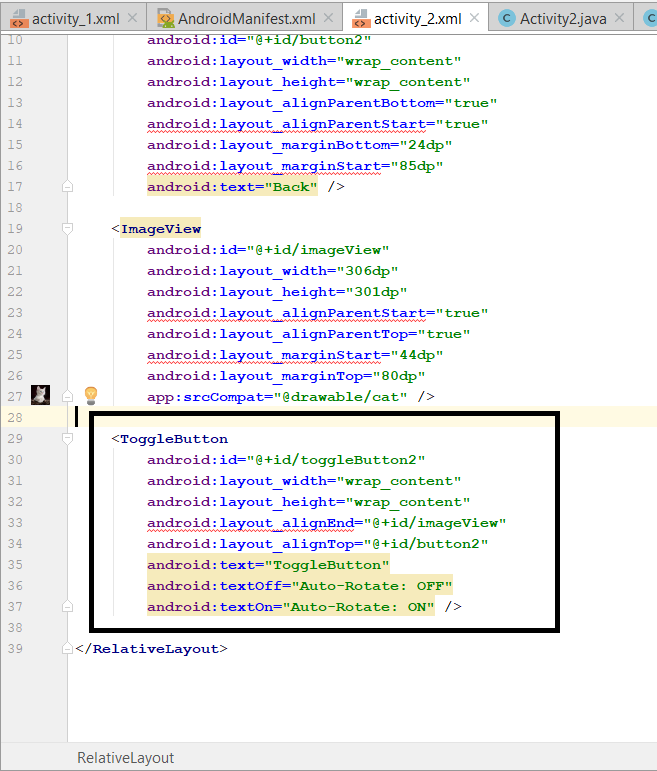 activity_1.xml × AndroidManifest.xml × activity_2.xml × C Activity2.java × C
10 android:id="@+id/button2"
11 android:layout_width="wrap_content"
12 android:layout_height="wrap_content"
13 android:layout_alignParentBottom="true"
14 android:layout_alignParentStart="true"
15 android:layout_marginBottom="24dp"
16 android:layout_marginStart="85dp"
17 android:text="Back" />
18
19 <ImageView
20 android:id="@+id/imageView"
21 android:layout_width="306dp"
22 android:layout_height="301dp"
23 android:layout_alignParentStart="true"
24 android:layout_alignParentTop="true"
25 android:layout_marginStart="44dp"
26 android:layout_marginTop="80dp"
27 app:srcCompat="@drawable/cat" />
28
29 <ToggleButton
30 android:id="@+id/toggleButton2"
31 android:layout_width="wrap_content"
32 android:layout_height="wrap_content"
33 android:layout_alignEnd="@+id/imageView"
34 android:layout_alignTop="@+id/button2"
35 android:text="ToggleButton"
36 android:textOff="Auto-Rotate: OFF"
37 android:textOn="Auto-Rotate: ON" />
38
39 </RelativeLayout>
RelativeLayout